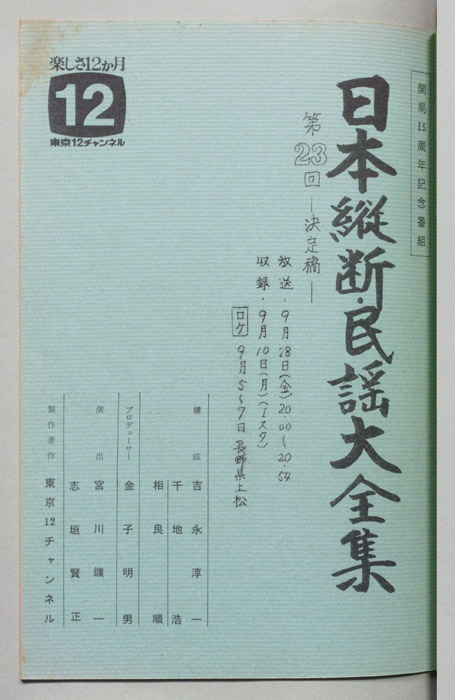 開局15周年記念番組
日本縦断・民謡大全集
第23回 ー決定稿ー
放送・9月28日(金)20.00〜20.54
収録・9月10日(月)(1スタ)
ロケ 9月5〜7日 長野県上松
楽しさ12か月
12
東京12チャンネル
構成 吉永淳一
千地浩
相良順
プロデューサー 金子明男
演出 宮川鑛一
志垣賢正
製作著作 東京12チャンネル